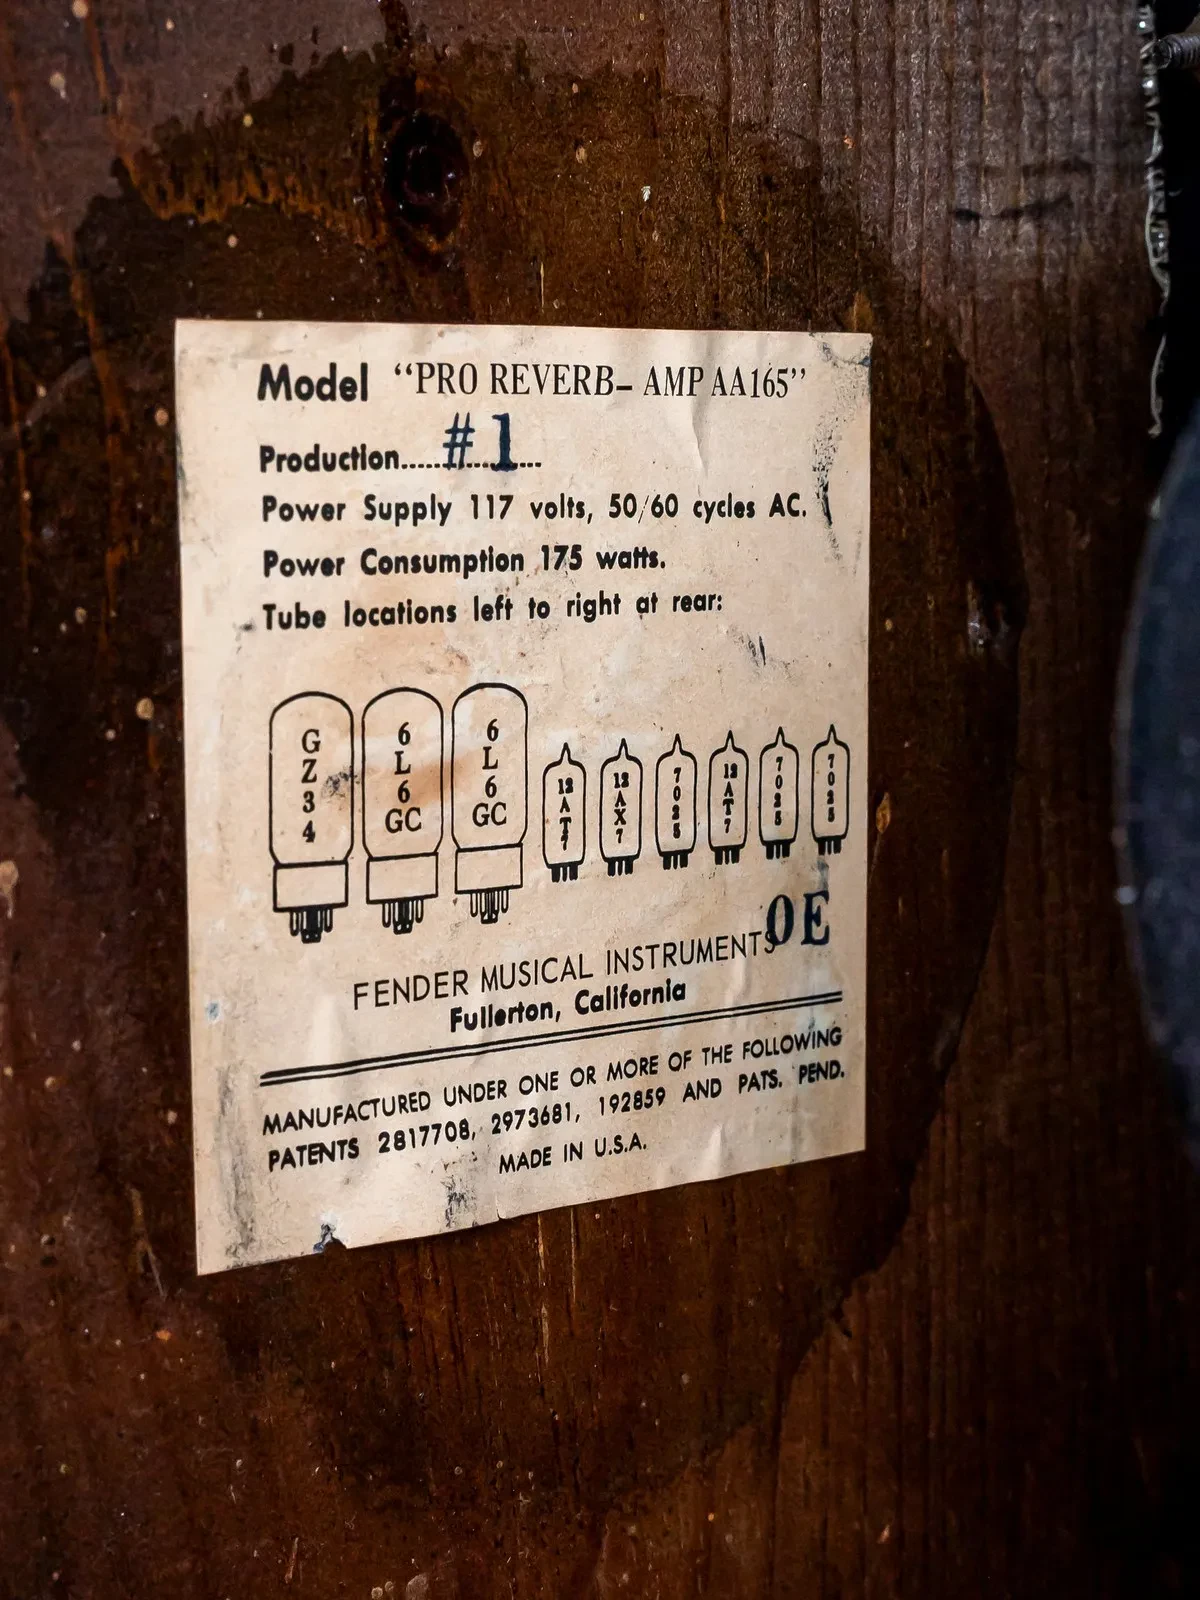 Model “PRO REVERB– AMP AA165”
Production.....#..1...
Power Supply 117 volts, 50/60 cycles AC.
Power Consumption 175 watts.
Tube locations left to right at rear:
GZ34 6L6GC 6L6GC 12AT7 12AX7 7025 12AT7 7025 7025
OE
FENDER MUSICAL INSTRUMENTS
Fullerton, California
MANUFACTURED UNDER ONE OR MORE OF THE FOLLOWING
PATENTS 2817708, 2973681, 192859 AND PATS. PEND.
MADE IN U.S.A.